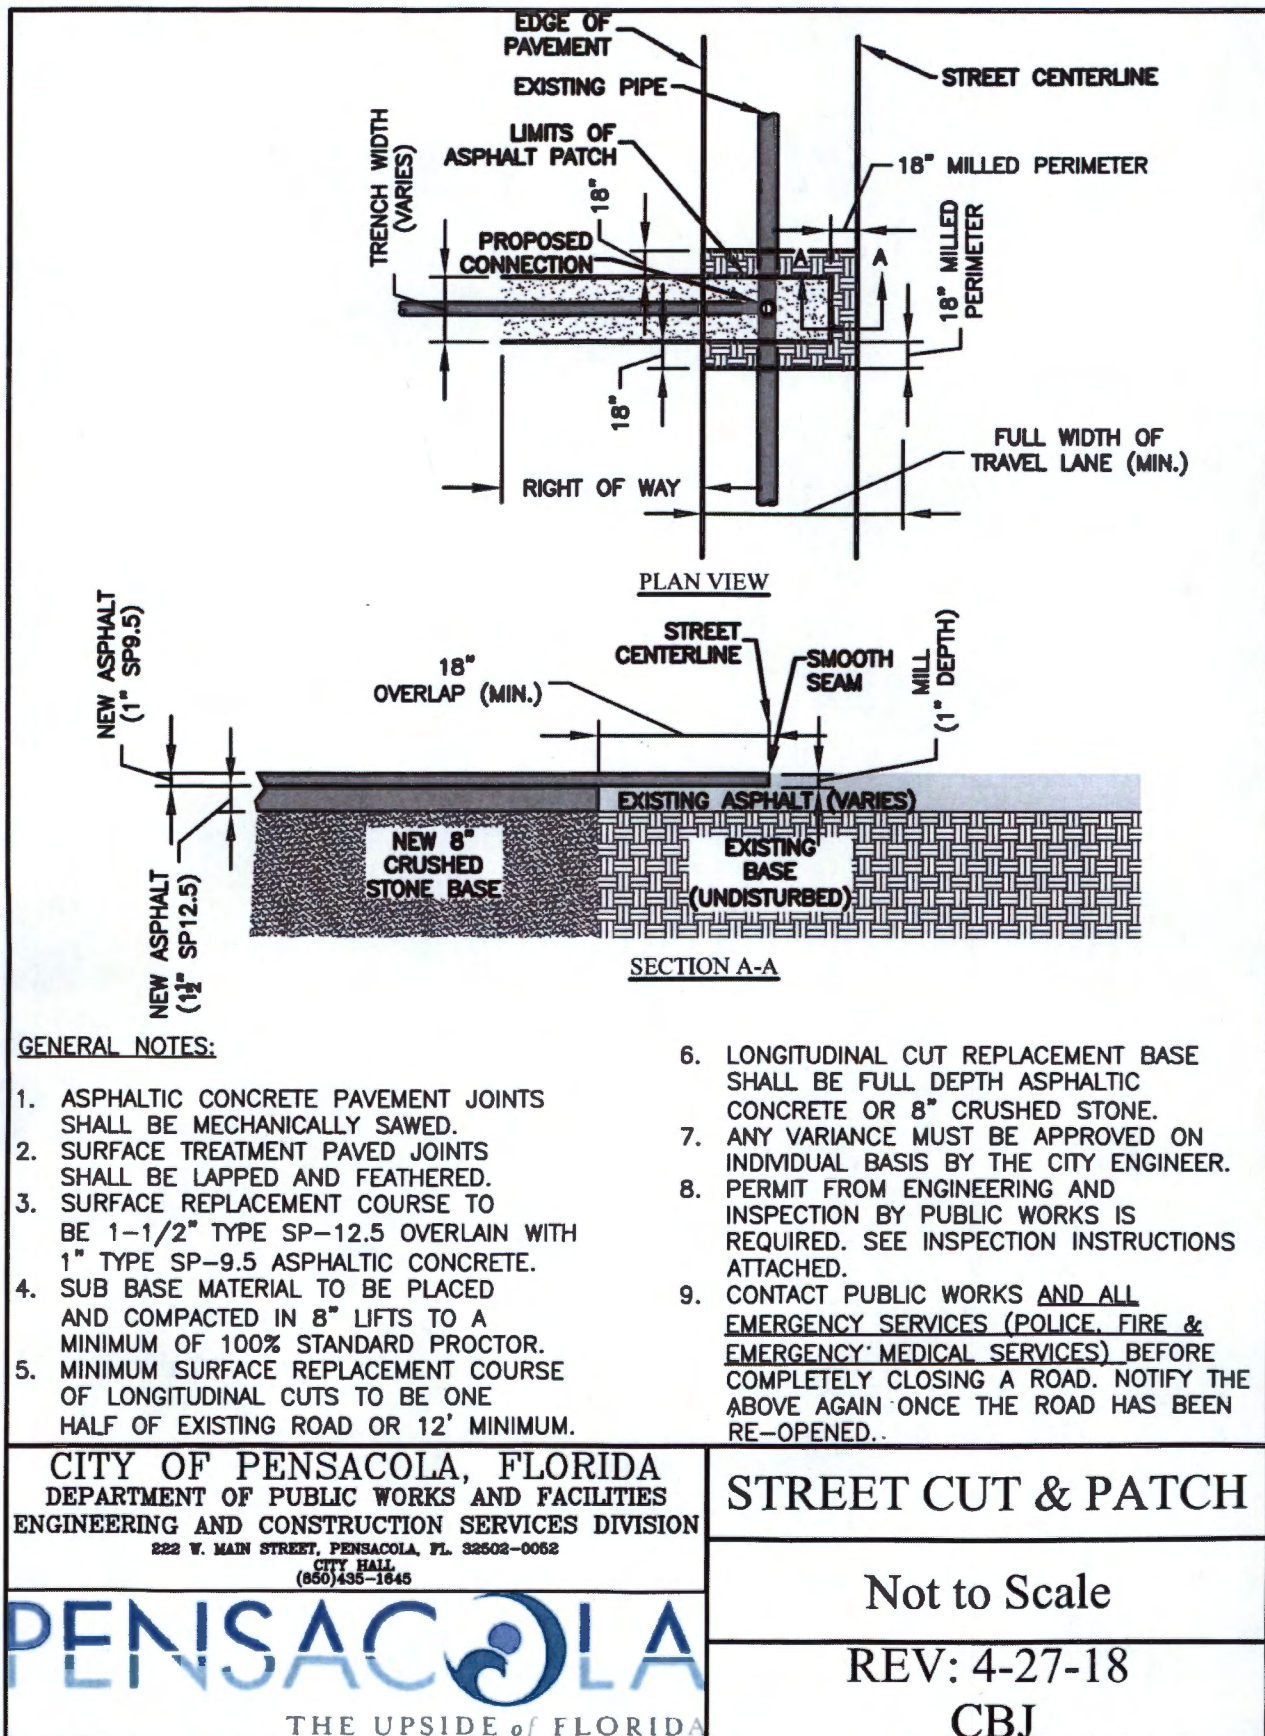 EDGE OF
PAVEMENT
STREET CENTERLINE
EXISTING PIPE
LIMITS OF
ASPHALT PATCH
TRENCH WIDTH
(VARIES)
18"
18" MILLED PERIMETER
PROPOSED
CONNECTION
A
A
18" MILLED
PERIMETER
18"
FULL WIDTH OF
TRAVEL LANE (MIN.)
RIGHT OF WAY
PLAN VIEW
NEW ASPHALT
(1" SP9.5)
18"
OVERLAP (MIN.)
STREET
CENTERLINE
SMOOTH
SEAM
MILL
(1" DEPTH)
EXISTING ASPHALT (VARIES)
NEW 8"
CRUSHED
STONE BASE
EXISTING
BASE
(UNDISTURBED)
NEW ASPHALT
(1½" SP12.5)
SECTION A-A
GENERAL NOTES:
1. ASPHALTIC CONCRETE PAVEMENT JOINTS
SHALL BE MECHANICALLY SAWED.
2. SURFACE TREATMENT PAVED JOINTS
SHALL BE LAPPED AND FEATHERED.
3. SURFACE REPLACEMENT COURSE TO
BE 1-1/2" TYPE SP-12.5 OVERLAIN WITH
1" TYPE SP-9.5 ASPHALTIC CONCRETE.
4. SUB BASE MATERIAL TO BE PLACED
AND COMPACTED IN 8" LIFTS TO A
MINIMUM OF 100% STANDARD PROCTOR.
5. MINIMUM SURFACE REPLACEMENT COURSE
OF LONGITUDINAL CUTS TO BE ONE
HALF OF EXISTING ROAD OR 12' MINIMUM.
6. LONGITUDINAL CUT REPLACEMENT BASE
SHALL BE FULL DEPTH ASPHALTIC
CONCRETE OR 8" CRUSHED STONE.
7. ANY VARIANCE MUST BE APPROVED ON
INDIVIDUAL BASIS BY THE CITY ENGINEER.
8. PERMIT FROM ENGINEERING AND
INSPECTION BY PUBLIC WORKS IS
REQUIRED. SEE INSPECTION INSTRUCTIONS
ATTACHED.
9. CONTACT PUBLIC WORKS AND ALL
EMERGENCY SERVICES (POLICE, FIRE &
EMERGENCY MEDICAL SERVICES) BEFORE
COMPLETELY CLOSING A ROAD. NOTIFY THE
ABOVE AGAIN ONCE THE ROAD HAS BEEN
RE-OPENED.
CITY OF PENSACOLA, FLORIDA
DEPARTMENT OF PUBLIC WORKS AND FACILITIES
ENGINEERING AND CONSTRUCTION SERVICES DIVISION
222 W. MAIN STREET, PENSACOLA, FL. 32502-0052
CITY HALL
(850)435-1645
PENSACOLA
THE UPSIDE of FLORIDA
STREET CUT & PATCH
Not to Scale
REV: 4-27-18
CBJ